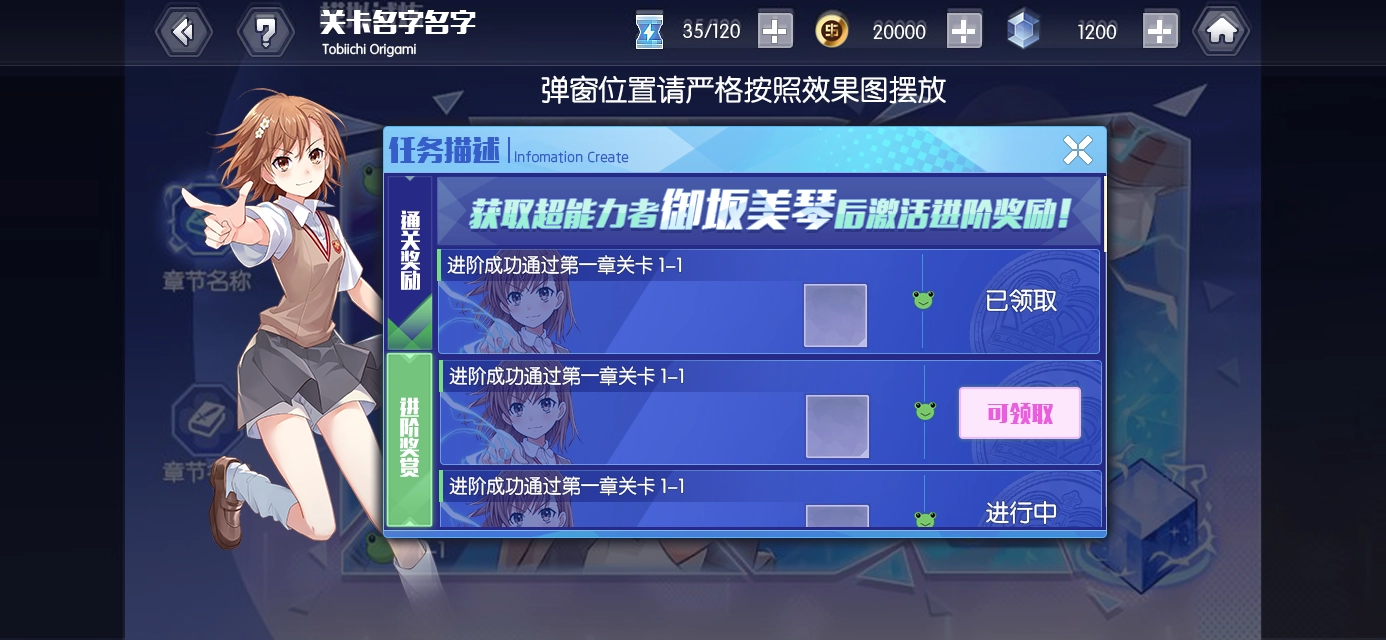 关卡名字名字
Tobiichi Origami
35/120
20000
1200
弹窗位置请严格按照效果图摆放
任务描述
Infomation Create
通关奖励
进阶奖赏
获取超能力者御坂美琴后激活进阶奖励!
进阶成功通过第一章关卡 1-1
已领取
进阶成功通过第一章关卡 1-1
可领取
进阶成功通过第一章关卡 1-1
进行中
章节名称
章节